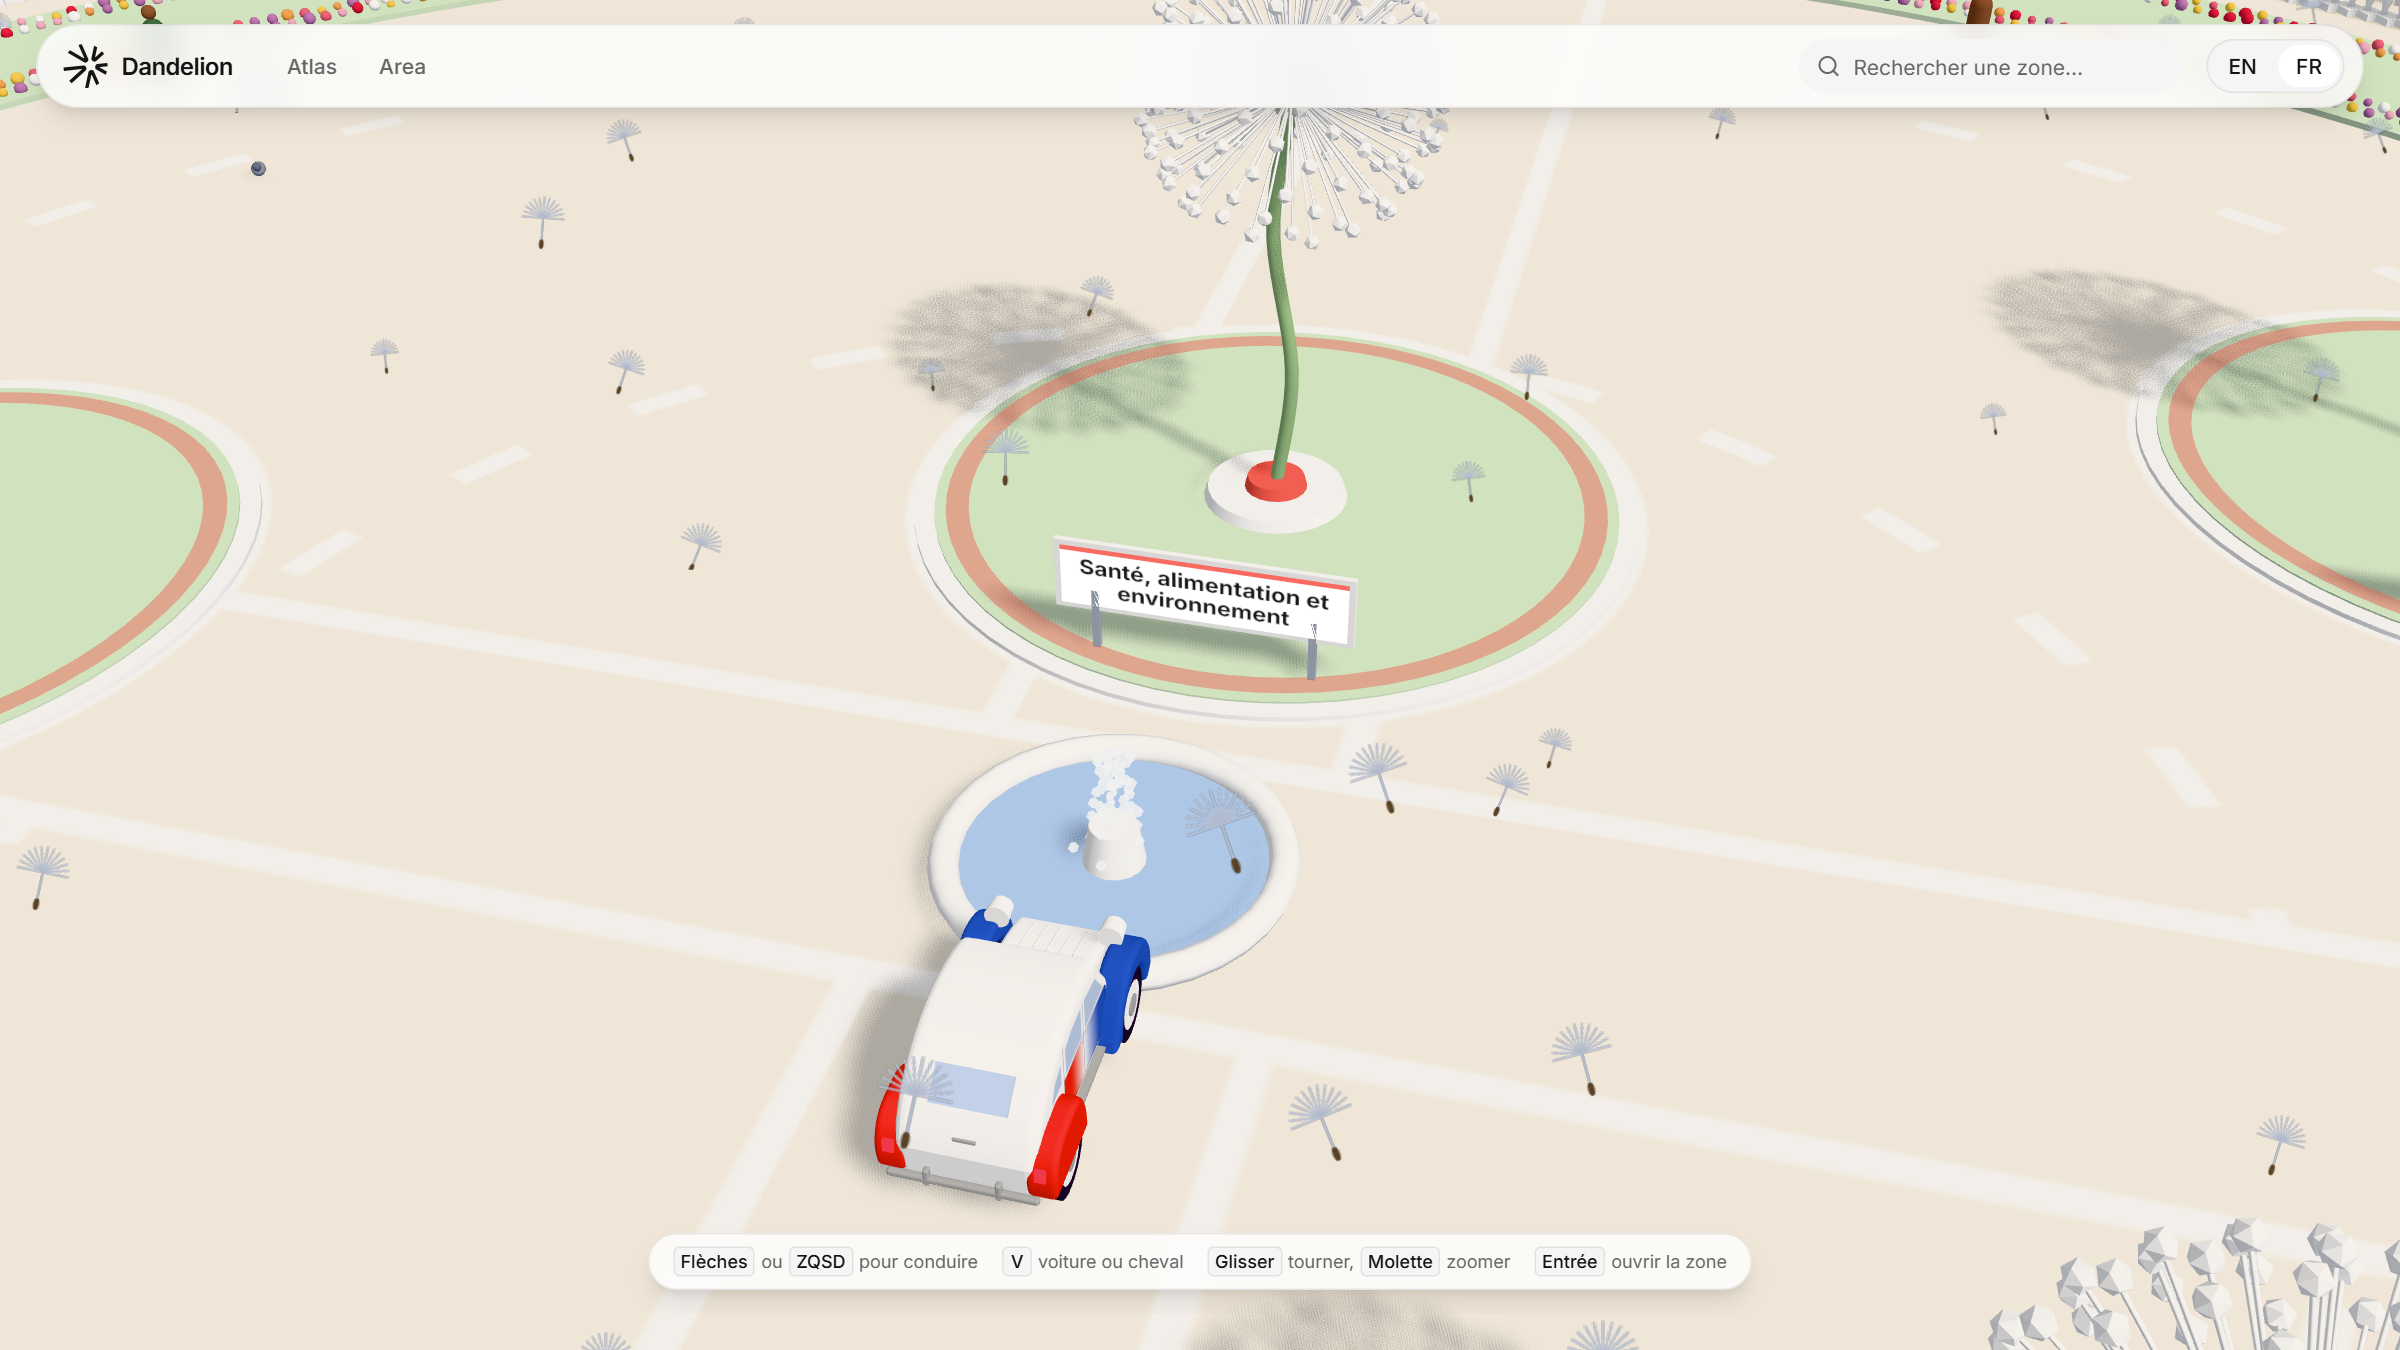 Dandelion
Atlas
Area
Rechercher une zone...
EN
FR
Santé, alimentation et
environnement
Flèches ou ZQSD pour conduire V voiture ou cheval Glisser tourner, Molette zoomer Entrée ouvrir la zone